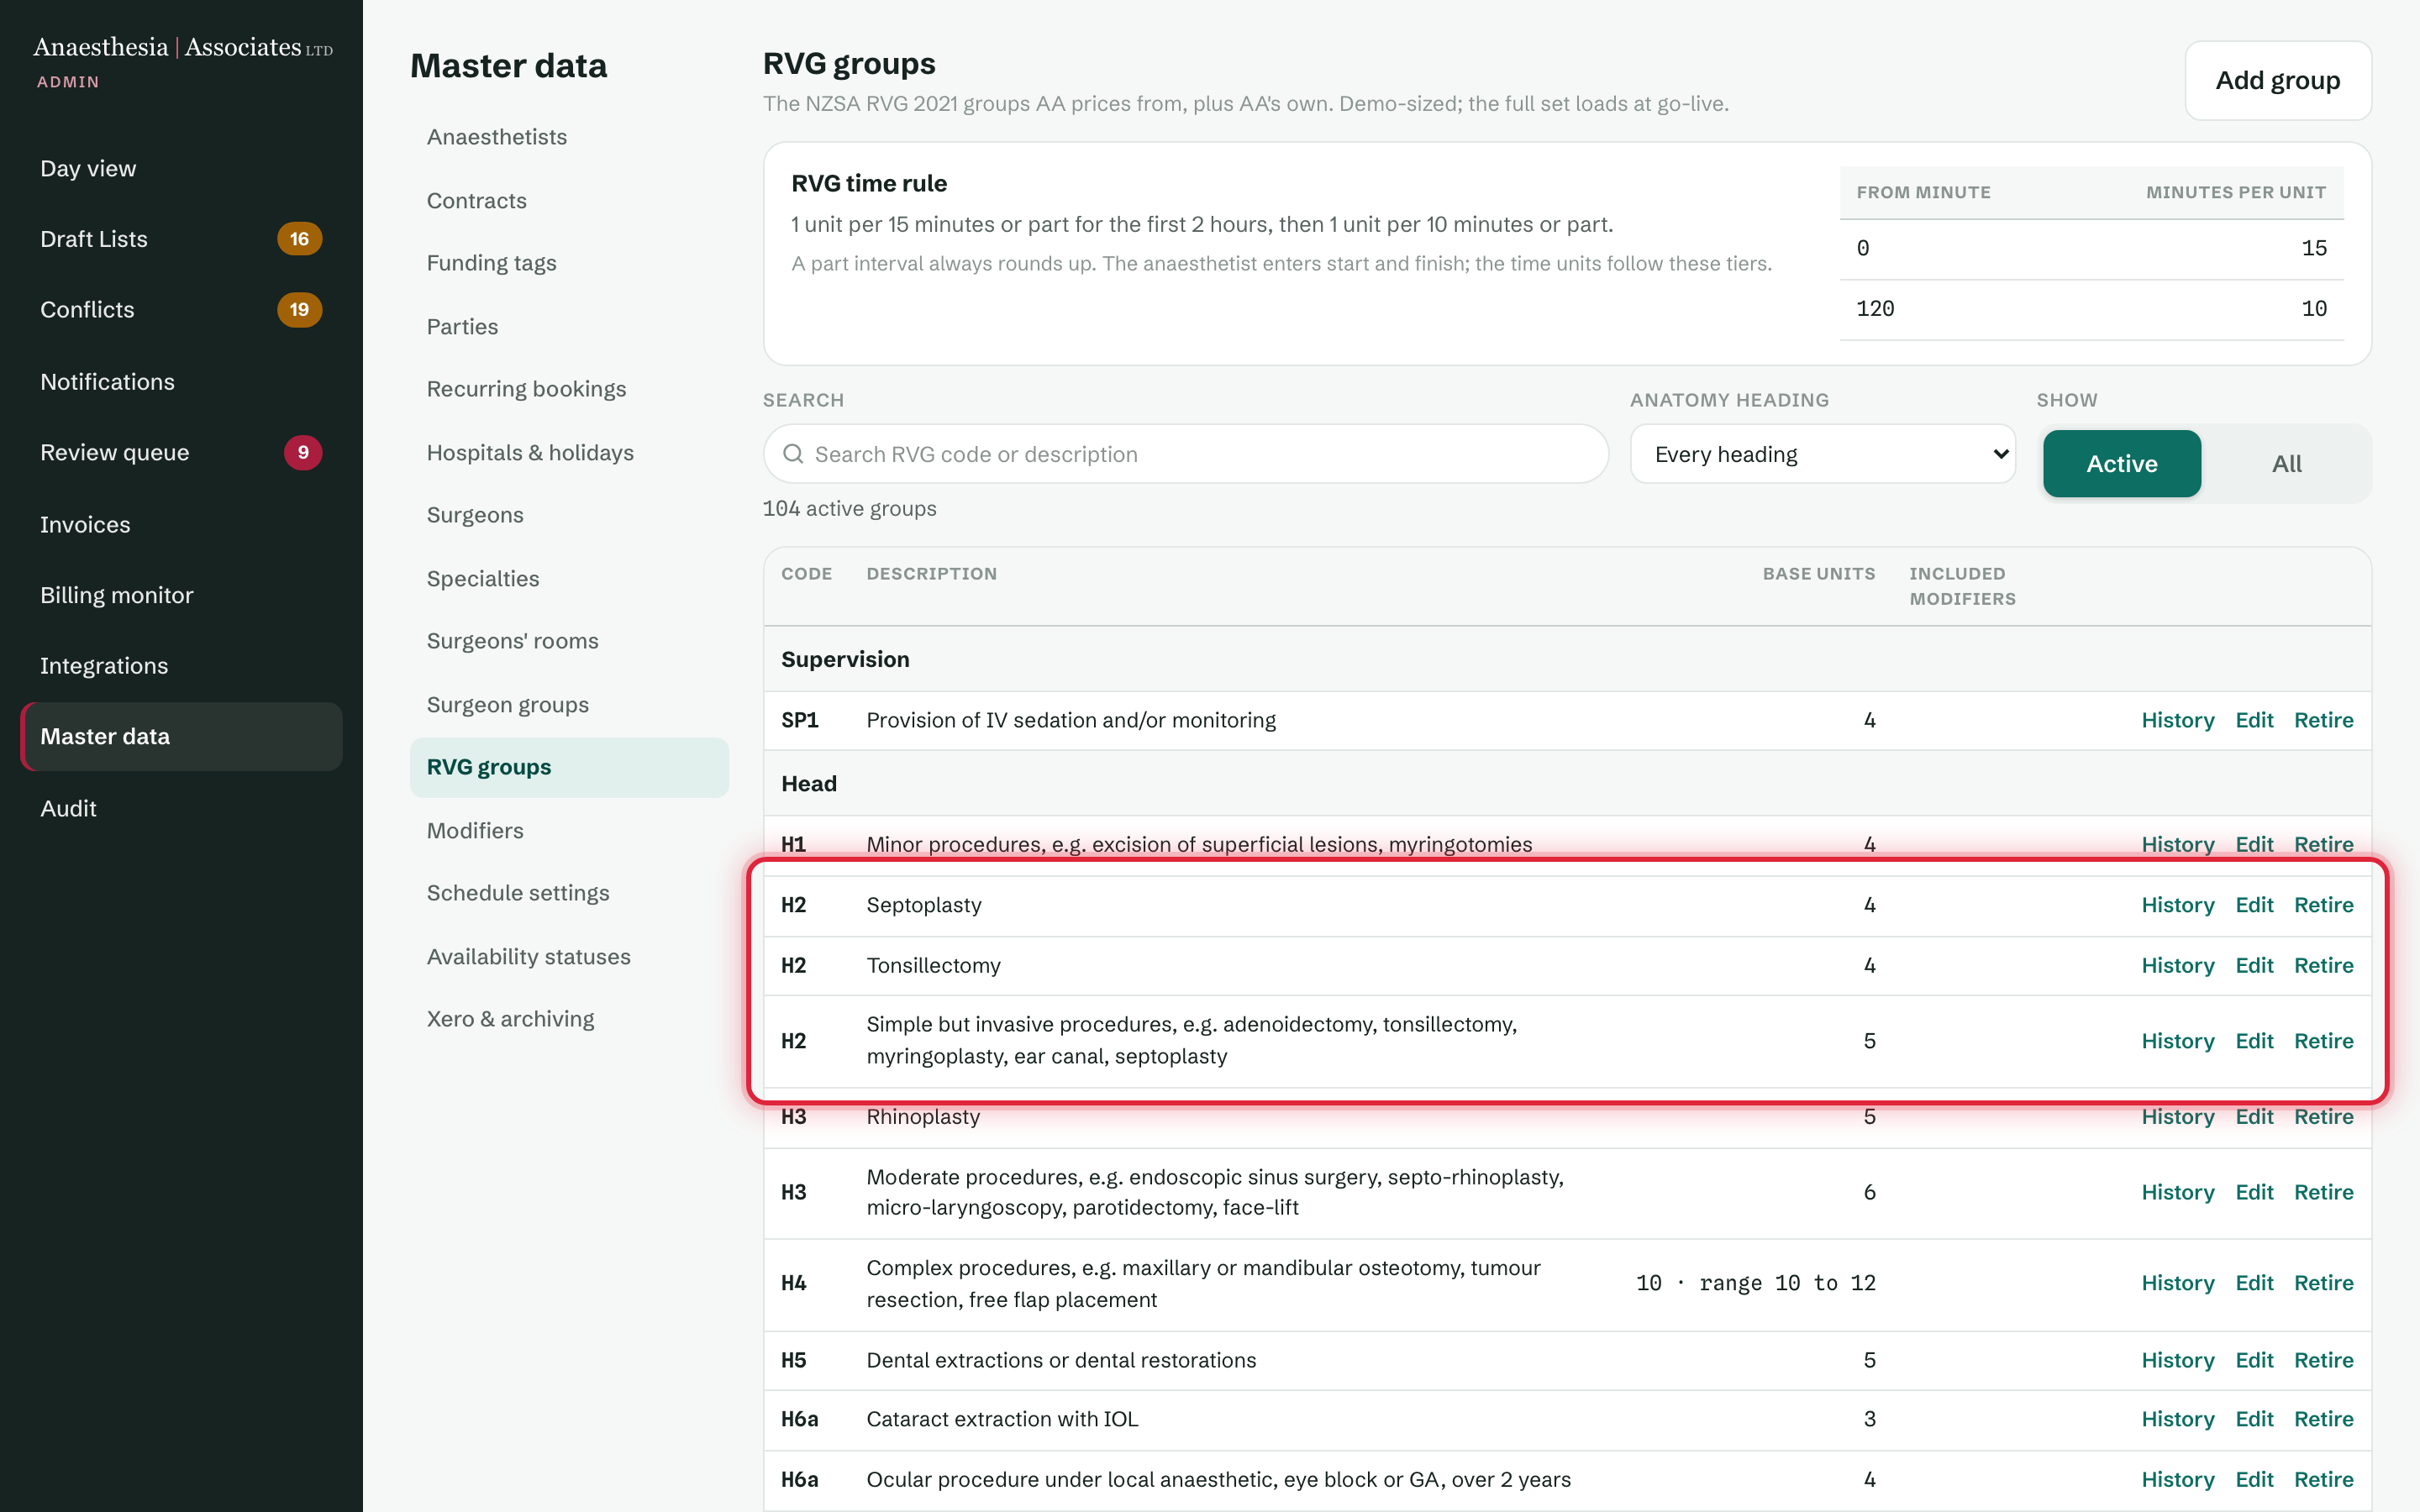 Anaesthesia | Associates LTD
ADMIN
Day view
Draft Lists 16
Conflicts 19
Notifications
Review queue 9
Invoices
Billing monitor
Integrations
Master data
Audit
Master data
Anaesthetists
Contracts
Funding tags
Parties
Recurring bookings
Hospitals & holidays
Surgeons
Specialties
Surgeons' rooms
Surgeon groups
RVG groups
Modifiers
Schedule settings
Availability statuses
Xero & archiving
RVG groups
The NZSA RVG 2021 groups AA prices from, plus AA's own. Demo-sized; the full set loads at go-live.
Add group
RVG time rule
1 unit per 15 minutes or part for the first 2 hours, then 1 unit per 10 minutes or part.
A part interval always rounds up. The anaesthetist enters start and finish; the time units follow these tiers.
FROM MINUTE MINUTES PER UNIT
0 15
120 10
SEARCH
Search RVG code or description
ANATOMY HEADING
Every heading
SHOW
Active All
104 active groups
CODE DESCRIPTION BASE UNITS INCLUDED
MODIFIERS
Supervision
SP1 Provision of IV sedation and/or monitoring 4 History Edit Retire
Head
H1 Minor procedures, e.g. excision of superficial lesions, myringotomies 4 History Edit Retire
H2 Septoplasty 4 History Edit Retire
H2 Tonsillectomy 4 History Edit Retire
H2 Simple but invasive procedures, e.g. adenoidectomy, tonsillectomy,
myringoplasty, ear canal, septoplasty 5 History Edit Retire
H3 Rhinoplasty 5 History Edit Retire
H3 Moderate procedures, e.g. endoscopic sinus surgery, septo-rhinoplasty,
micro-laryngoscopy, parotidectomy, face-lift 6 History Edit Retire
H4 Complex procedures, e.g. maxillary or mandibular osteotomy, tumour
resection, free flap placement 10 · range 10 to 12 History Edit Retire
H5 Dental extractions or dental restorations 5 History Edit Retire
H6a Cataract extraction with IOL 3 History Edit Retire
H6a Ocular procedure under local anaesthetic, eye block or GA, over 2 years 4 History Edit Retire